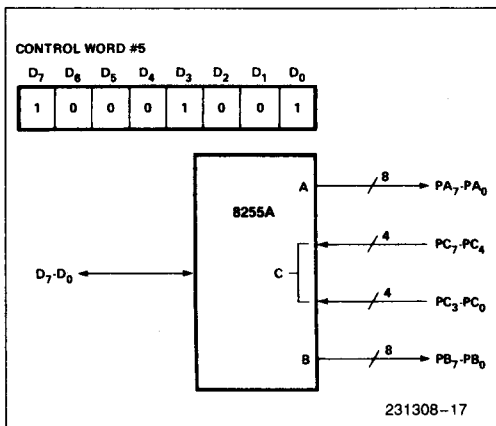 CONTROL WORD #5
D7 D6 D5 D4 D3 D2 D1 D0
1 0 0 0 1 0 0 1
A 8 PA7-PA0
8255A
4 PC7-PC4
D7-D0 C
4 PC3-PC0
B 8 PB7-PB0
231308-17